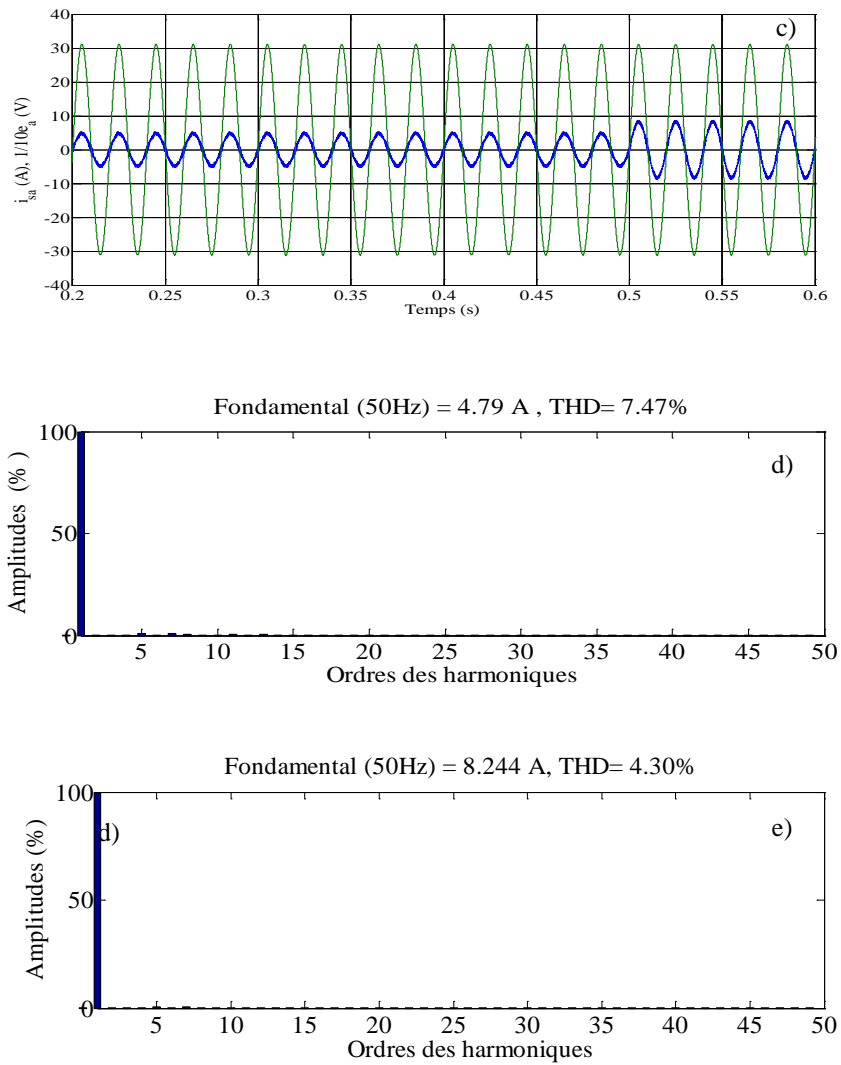 c)
40
30
20
10
0
-10
-20
-30
-40
i_sa (A), 1/10e_a (V)
0.2 0.25 0.3 0.35 0.4 0.45 0.5 0.55 0.6
Temps (s)
Fondamental (50Hz) = 4.79 A , THD= 7.47%
d)
100
50
0
Amplitudes (% )
5 10 15 20 25 30 35 40 45 50
Ordres des harmoniques
Fondamental (50Hz) = 8.244 A, THD= 4.30%
d)
e)
100
50
0
Amplitudes (%)
5 10 15 20 25 30 35 40 45 50
Ordres des harmoniques